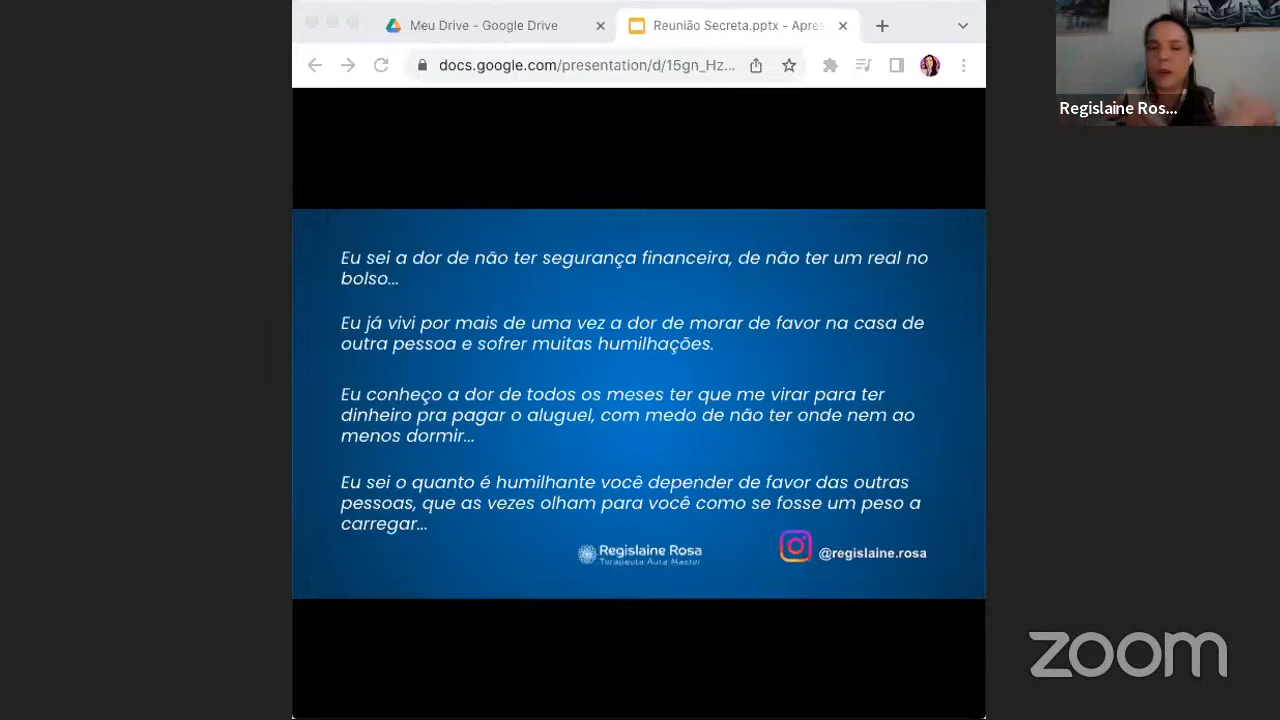 Meu Drive - Google Drive
Reunião Secreta.pptx - Apres
docs.google.com/presentation/d/15gn_Hz...
Regislaine Ros...
Eu sei a dor de não ter segurança financeira, de não ter um real no
bolso...
Eu já vivi por mais de uma vez a dor de morar de favor na casa de
outra pessoa e sofrer muitas humilhações.
Eu conheço a dor de todos os meses ter que me virar para ter
dinheiro pra pagar o aluguel, com medo de não ter onde nem ao
menos dormir...
Eu sei o quanto é humilhante você depender de favor das outras
pessoas, que as vezes olham para você como se fosse um peso a
carregar...
Regislaine Rosa
Terapeuta Aura Master
@regislaine.rosa
zoom